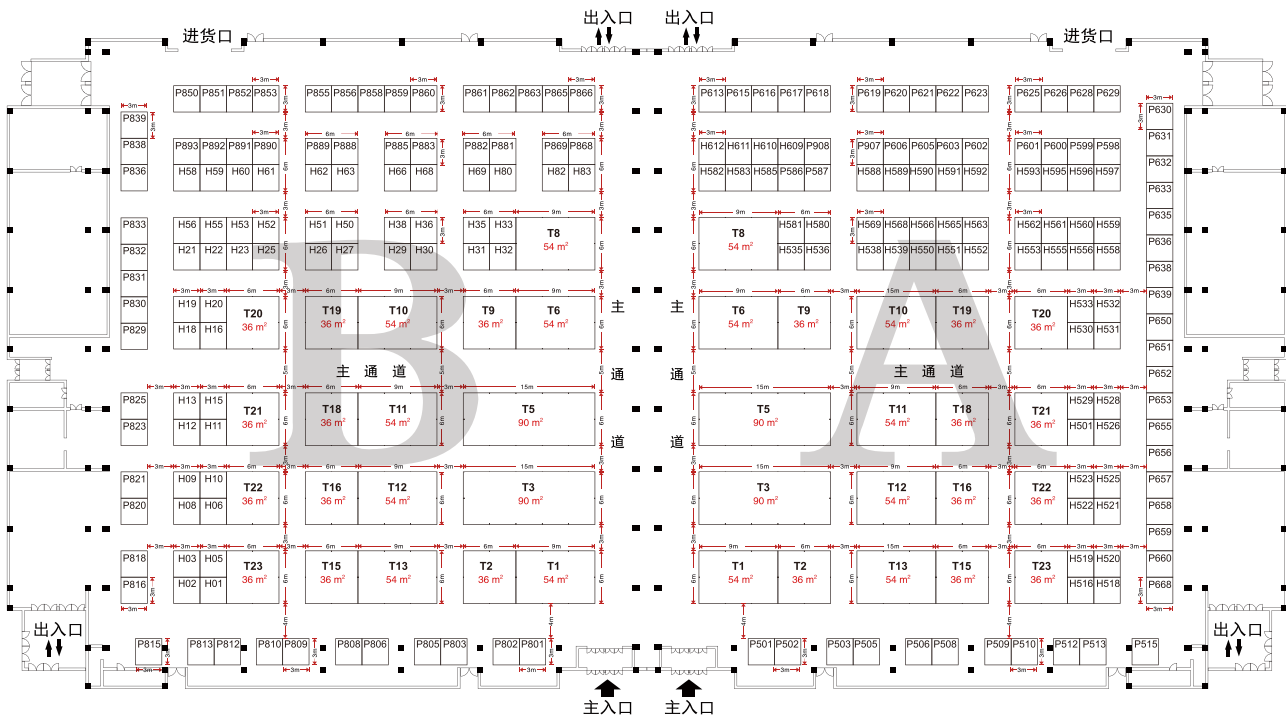 出入口 出入口
进货口 进货口
3m 3m 3m 3m 3m 3m
P850 P851 P852 P853 P855 P856 P858 P859 P860 P861 P862 P863 P865 P866 P613 P615 P616 P617 P618 P619 P620 P621 P622 P623 P625 P626 P628 P629
P839 P630
P838 P631
P836 P632
P893 P892 P891 P890 P889 P888 P885 P883 P882 P881 P869 P868 H612 H611 H610 H609 P908 P907 P606 P605 P603 P602 P601 P600 P599 P598
H58 H59 H60 H61 H62 H63 H66 H68 H69 H80 H82 H83 H582 H583 H585 P586 P587 H588 H589 H590 H591 H592 H593 H595 H596 H597
P633
P833 P635
P832 P636
P831 P638
H56 H55 H53 H52 H51 H50 H38 H36 H35 H33 T8 T8 H581 H580 H569 H568 H566 H565 H563 H562 H561 H560 H559
54 m² 54 m²
H21 H22 H23 H25 H26 H27 H29 H30 H31 H32 H535 H536 H538 H539 H550 H551 H552 H553 H555 H556 H558
P830 P639
P829 P650
H19 H20 H533 H532
T20 T19 T10 T9 T6 主 主 T6 T9 T10 T19 T20
36 m² 36 m² 54 m² 36 m² 54 m² 54 m² 36 m² 54 m² 36 m² 36 m²
H18 H16 H530 H531
P651
B A
主通道 通 通 主通道
P652
P825 H13 H15 H529 H528 P653
T21 T18 T11 T5 T5 T11 T18 T21
36 m² 36 m² 54 m² 90 m² 90 m² 54 m² 36 m² 36 m²
P823 H12 H11 H501 H526 P655
道 道
P656
P821 H09 H10 H523 H525 P657
T22 T16 T12 T3 T3 T12 T16 T22
36 m² 36 m² 54 m² 90 m² 90 m² 54 m² 36 m² 36 m²
P820 H08 H06 H522 H521 P658
P659
P818 H03 H05 H519 H520 P660
T23 T15 T13 T2 T1 T1 T2 T13 T15 T23
36 m² 36 m² 54 m² 36 m² 54 m² 54 m² 36 m² 54 m² 36 m² 36 m²
P816 H02 H01 H516 H518 P668
出入口 出入口
P815 P813 P812 P810 P809 P808 P806 P805 P803 P802 P801 P501 P502 P503 P505 P506 P508 P509 P510 P512 P513 P515
主入口 主入口